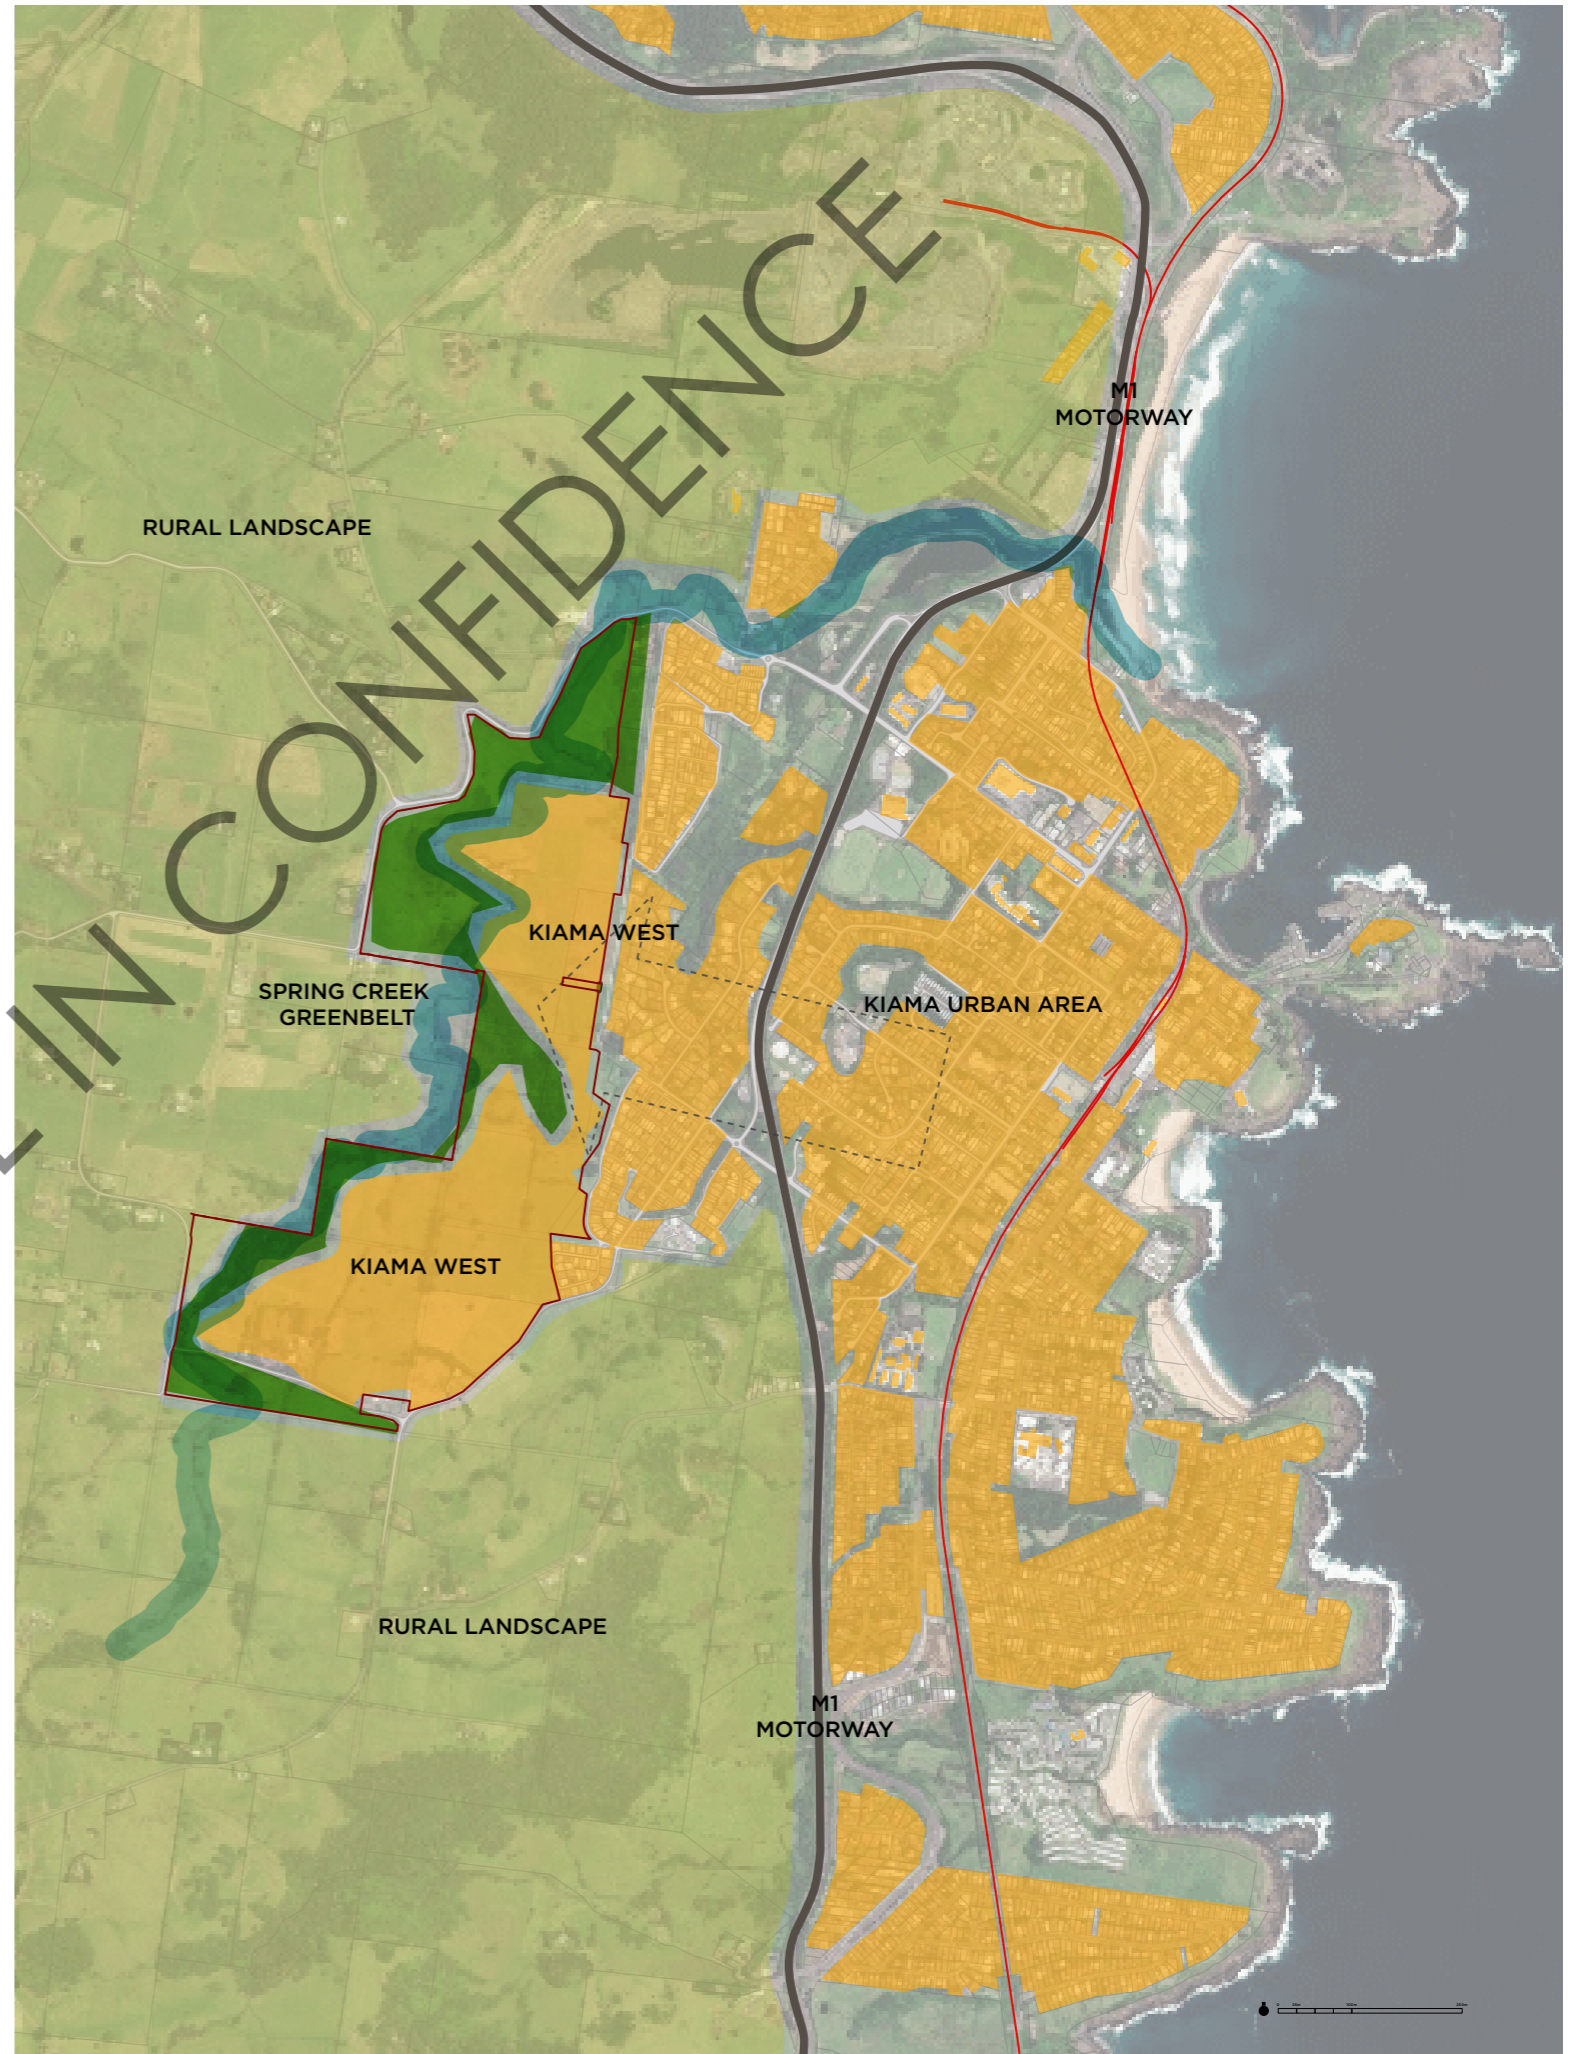 M1
MOTORWAY
RURAL LANDSCAPE
KIAMA WEST
SPRING CREEK
GREENBELT
KIAMA URBAN AREA
KIAMA WEST
RURAL LANDSCAPE
M1
MOTORWAY
IN CONFIDENCE